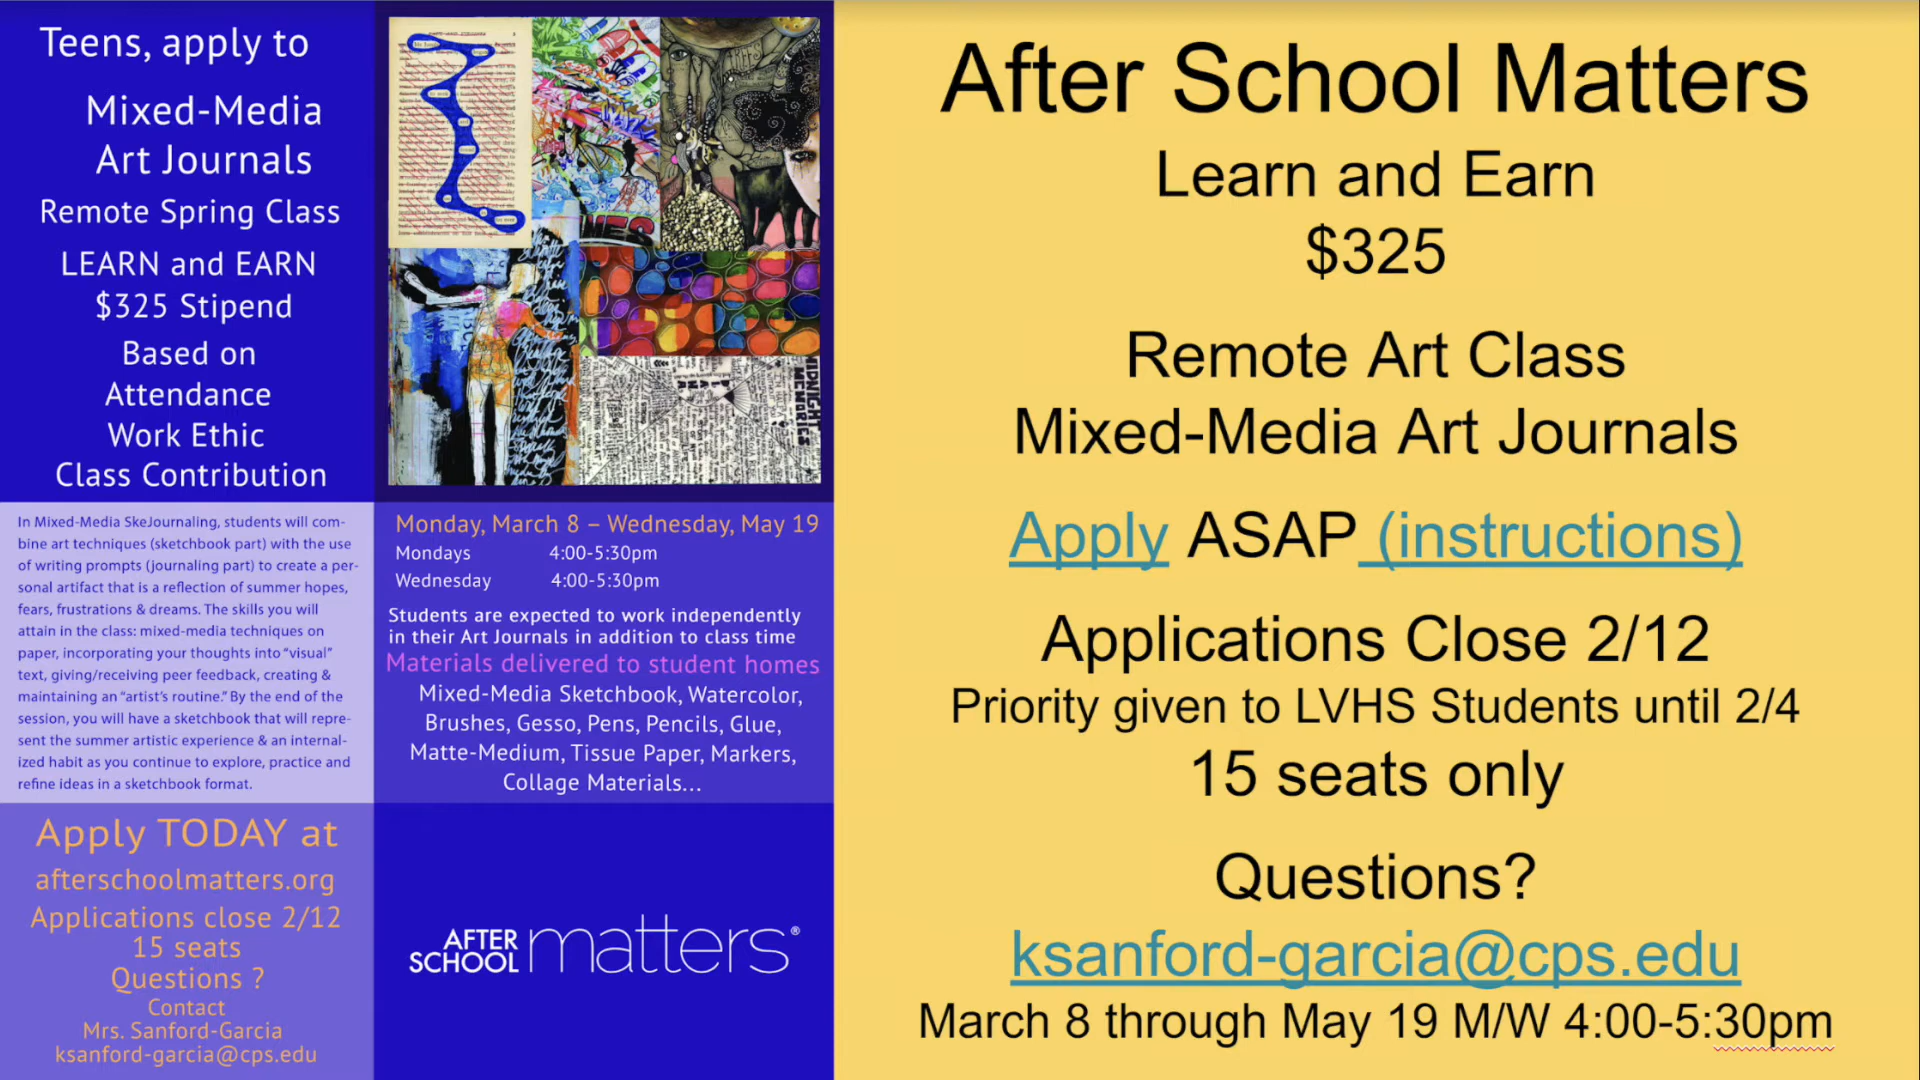 Teens, apply to
Mixed-Media
Art Journals
Remote Spring Class
LEARN and EARN
$325 Stipend
Based on
Attendance
Work Ethic
Class Contribution
In Mixed-Media SkeJournaling, students will com-
bine art techniques (sketchbook part) with the use
of writing prompts (journaling part) to create a per-
sonal artifact that is a reflection of summer hopes,
fears, frustrations & dreams. The skills you will
attain in the class: mixed-media techniques on
paper, incorporating your thoughts into "visual"
text, giving/receiving peer feedback, creating &
maintaining an "artist's routine." By the end of the
session, you will have a sketchbook that will repre-
sent the summer artistic experience & an internal-
ized habit as you continue to explore, practice and
refine ideas in a sketchbook format.
Apply TODAY at
afterschoolmatters.org
Applications close 2/12
15 seats
Questions ?
Contact
Mrs. Sanford-Garcia
ksanford-garcia@cps.edu
MIDNIGHT
MEMORIES
Monday, March 8 – Wednesday, May 19
Mondays 4:00-5:30pm
Wednesday 4:00-5:30pm
Students are expected to work independently
in their Art Journals in addition to class time
Materials delivered to student homes
Mixed-Media Sketchbook, Watercolor,
Brushes, Gesso, Pens, Pencils, Glue,
Matte-Medium, Tissue Paper, Markers,
Collage Materials...
AFTER
SCHOOL matters®
After School Matters
Learn and Earn
$325
Remote Art Class
Mixed-Media Art Journals
Apply ASAP (instructions)
Applications Close 2/12
Priority given to LVHS Students until 2/4
15 seats only
Questions?
ksanford-garcia@cps.edu
March 8 through May 19 M/W 4:00-5:30pm